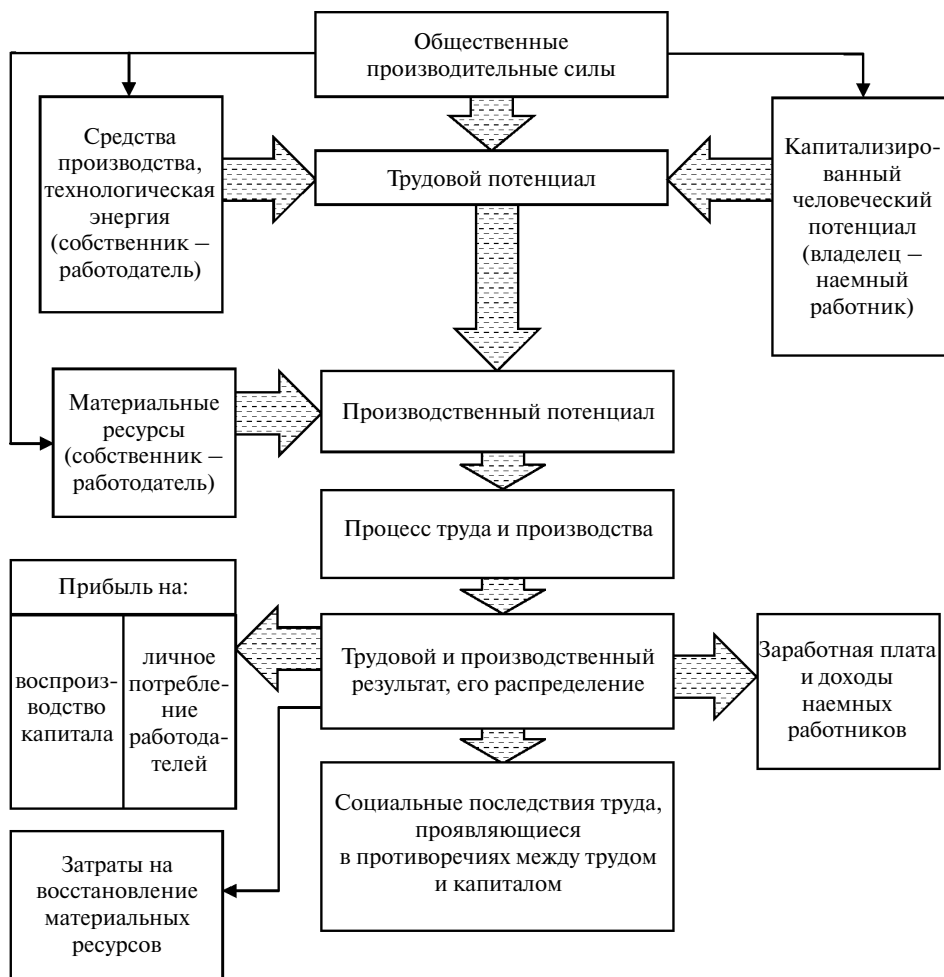 Общественные
производительные силы
Средства
производства,
технологическая
энергия
(собственник –
работодатель)
Трудовой потенциал
Капитализиро-
ванный
человеческий
потенциал
(владелец –
наемный
работник)
Материальные
ресурсы
(собственник –
работодатель)
Производственный потенциал
Процесс труда и производства
Прибыль на:
воспроиз-
водство
капитала
личное
потребле-
ние
работода-
телей
Трудовой и производственный
результат, его распределение
Заработная плата
и доходы
наемных
работников
Социальные последствия труда,
проявляющиеся
в противоречиях между трудом
и капиталом
Затраты на
восстановление
материальных
ресурсов